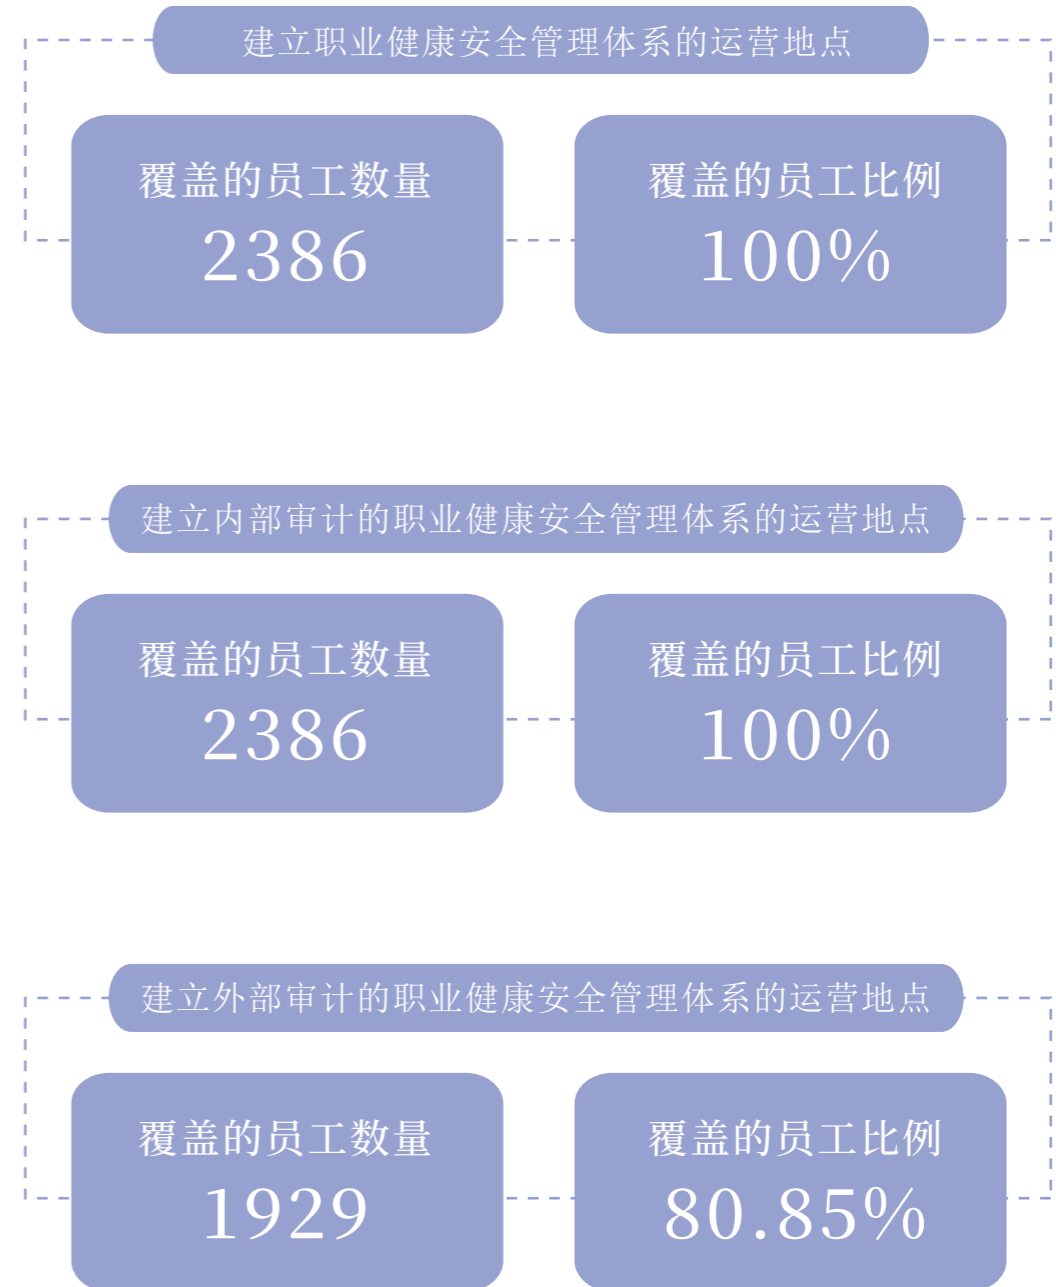 建立职业健康安全管理体系的运营地点
覆盖的员工数量
2386
覆盖的员工比例
100%
建立内部审计的职业健康安全管理体系的运营地点
覆盖的员工数量
2386
覆盖的员工比例
100%
建立外部审计的职业健康安全管理体系的运营地点
覆盖的员工数量
1929
覆盖的员工比例
80.85%